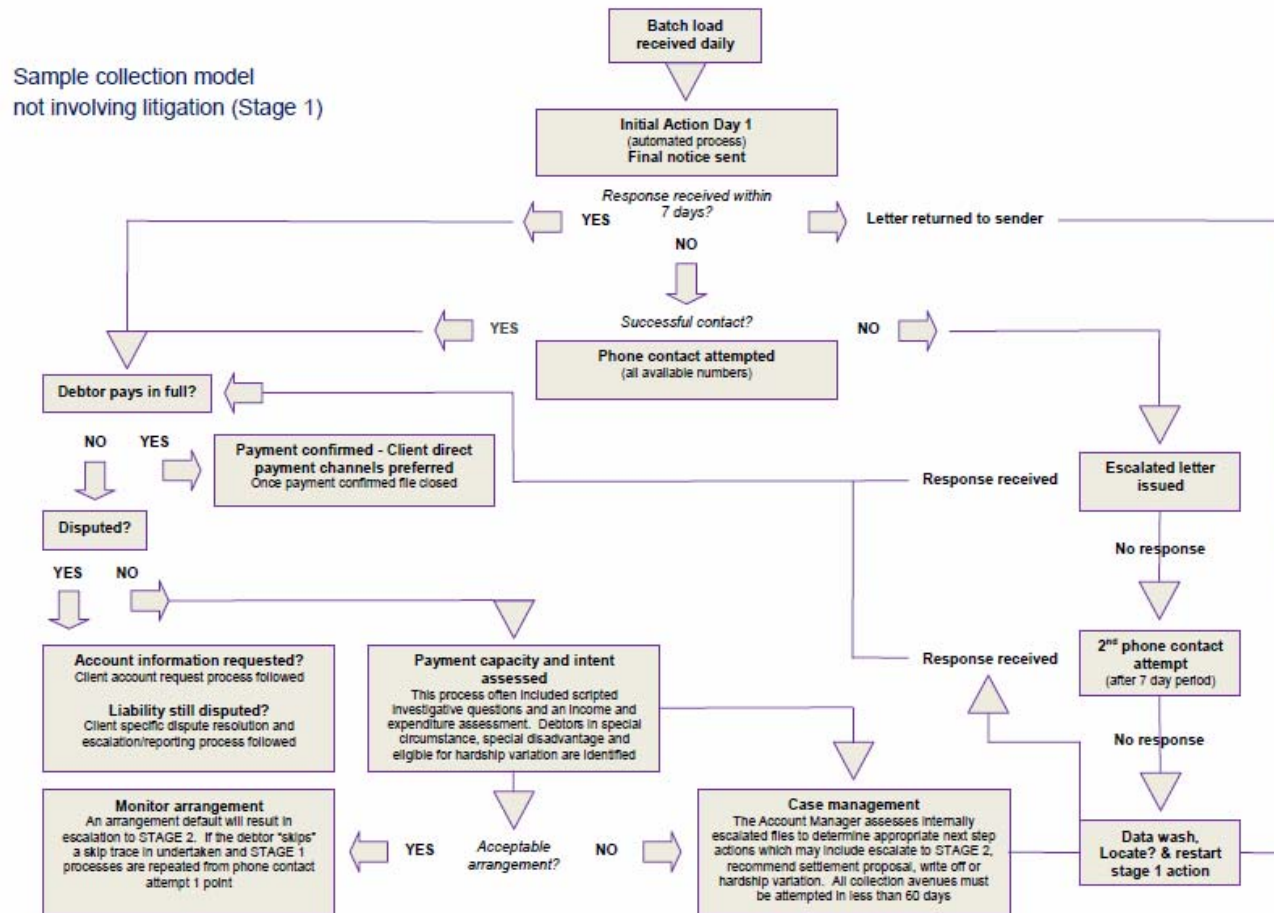 Batch load
received daily
Sample collection model
not involving litigation (Stage 1)
Initial Action Day 1
(automated process)
Final notice sent
Response received within
7 days?
YES
Letter returned to sender
NO
YES
Successful contact?
NO
Phone contact attempted
(all available numbers)
Debtor pays in full?
NO
YES
Payment confirmed - Client direct
payment channels preferred
Once payment confirmed file closed
Response received
Escalated letter
issued
Disputed?
No response
YES
NO
Account information requested?
Client account request process followed
Liability still disputed?
Client specific dispute resolution and
escalation/reporting process followed
Payment capacity and intent
assessed
This process often included scripted
investigative questions and an income and
expenditure assessment. Debtors in special
circumstance, special disadvantage and
eligible for hardship variation are identified
Response received
2nd phone contact
attempt
(after 7 day period)
No response
Monitor arrangement
An arrangement default will result in
escalation to STAGE 2. If the debtor "skips"
a skip trace in undertaken and STAGE 1
processes are repeated from phone contact
attempt 1 point
YES
Acceptable
arrangement?
NO
Case management
The Account Manager assesses internally
escalated files to determine appropriate next step
actions which may include escalate to STAGE 2,
recommend settlement proposal, write off or
hardship variation. All collection avenues must
be attempted in less than 60 days
Data wash,
Locate? & restart
stage 1 action